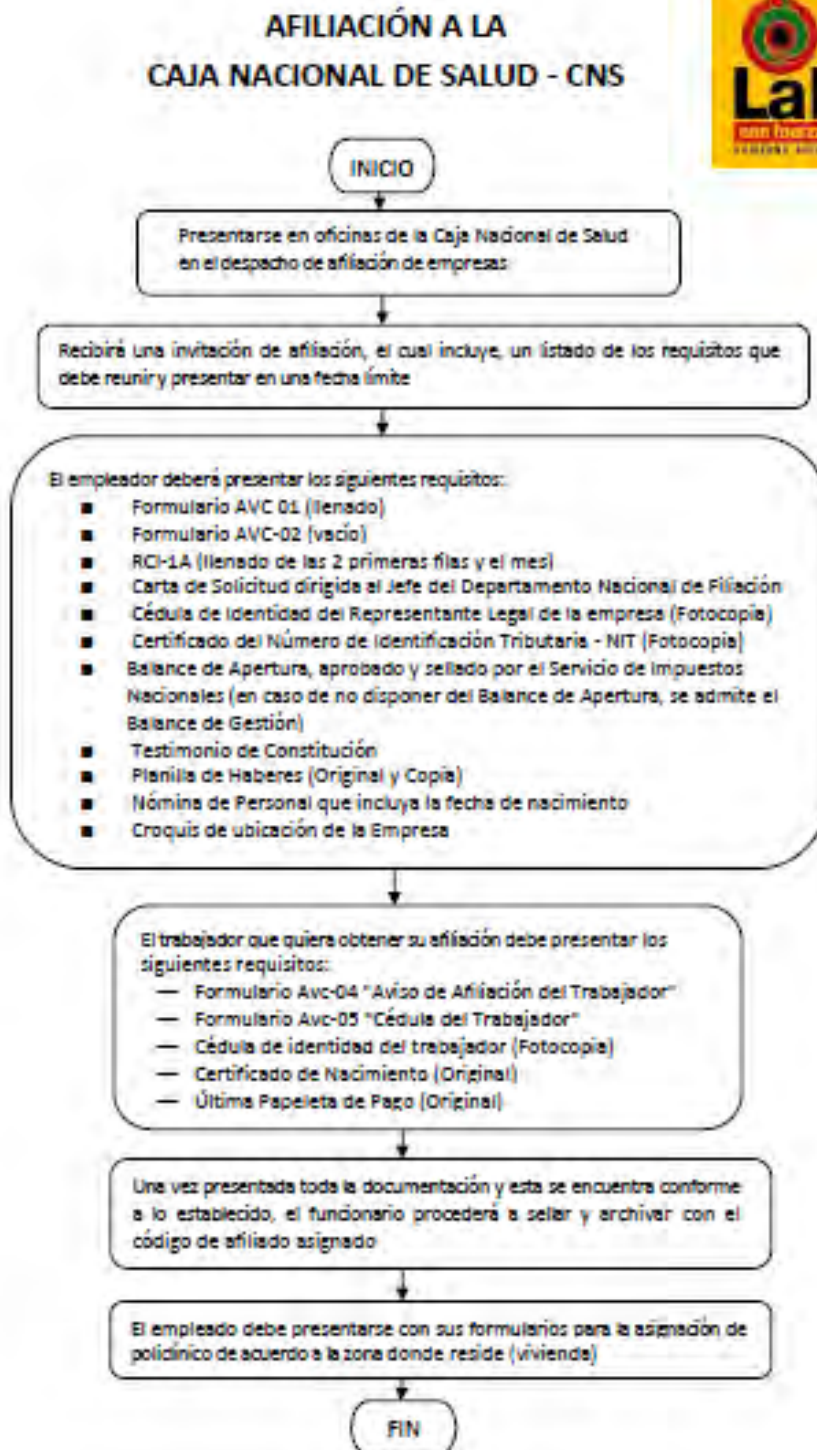 AFILIACIÓN A LA
CAJA NACIONAL DE SALUD - CNS
INICIO
Presentarse en oficinas de la Caja Nacional de Salud
en el despacho de afiliación de empresas
Recibirá una invitación de afiliación, el cual incluye, un listado de los requisitos que
debe reunir y presentar en una fecha límite
El empleador deberá presentar los siguientes requisitos:
■ Formulario AVC 01 (llenado)
■ Formulario AVC-02 (vacío)
■ RCI-1A (llenado de las 2 primeras filas y el mes)
■ Carta de Solicitud dirigida al Jefe del Departamento Nacional de Filiación
■ Cédula de Identidad del Representante Legal de la empresa (Fotocopia)
■ Certificado del Número de Identificación Tributaria - NIT (Fotocopia)
■ Balance de Apertura, aprobado y sellado por el Servicio de Impuestos
Nacionales (en caso de no disponer del Balance de Apertura, se admite el
Balance de Gestión)
■ Testimonio de Constitución
■ Planilla de Haberes (Original y Copia)
■ Nómina de Personal que incluya la fecha de nacimiento
■ Croquis de ubicación de la Empresa
El trabajador que quiera obtener su afiliación debe presentar los
siguientes requisitos:
— Formulario Avc-04 "Aviso de Afiliación del Trabajador"
— Formulario Avc-05 "Cédula del Trabajador"
— Cédula de identidad del trabajador (Fotocopia)
— Certificado de Nacimiento (Original)
— Última Papeleta de Pago (Original)
Una vez presentada toda la documentación y esta se encuentra conforme
a lo establecido, el funcionario procederá a sellar y archivar con el
código de afiliado asignado
El empleado debe presentarse con sus formularios para la asignación de
policlínico de acuerdo a la zona donde reside (vivienda)
FIN